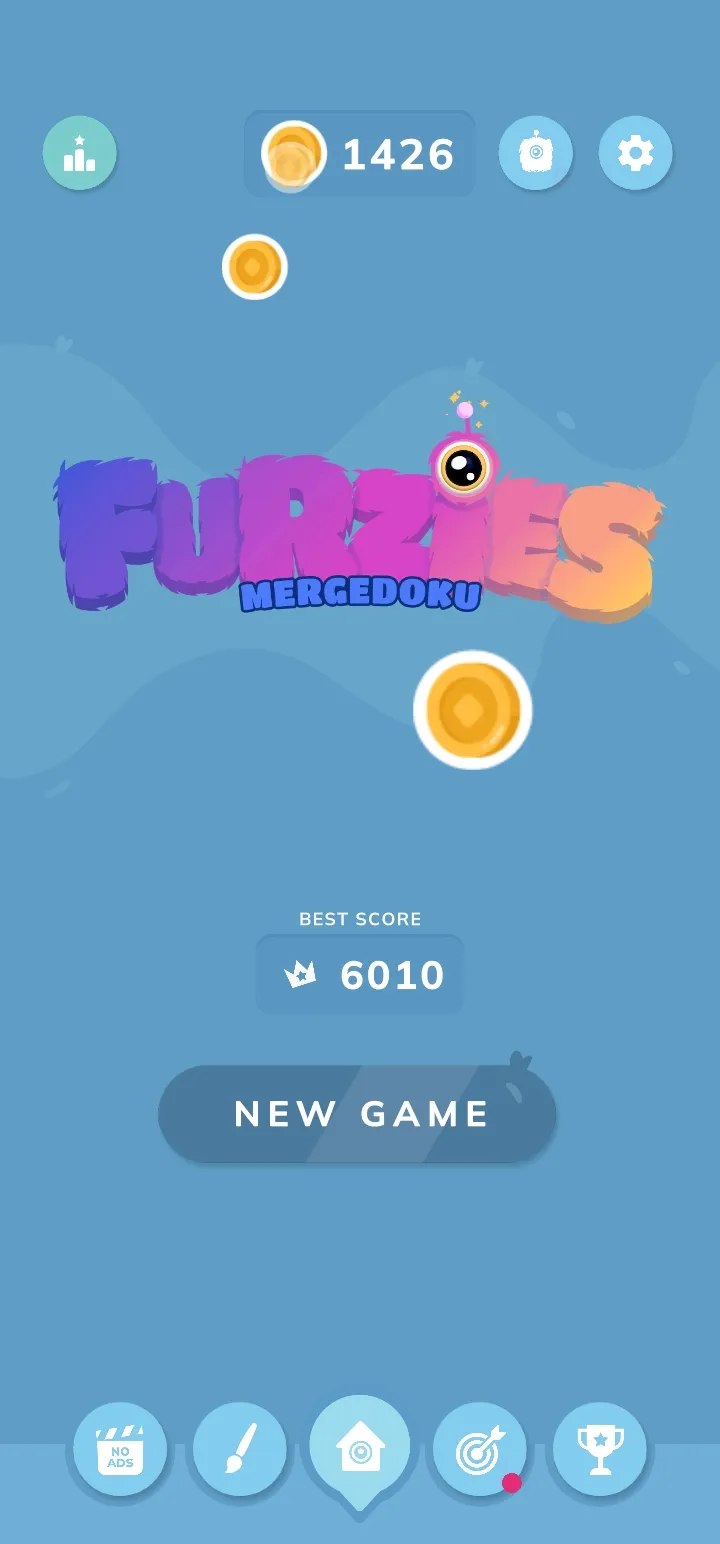 1426
FURZiES
MERGEDOKU
BEST SCORE
6010
NEW GAME
NO
ADS